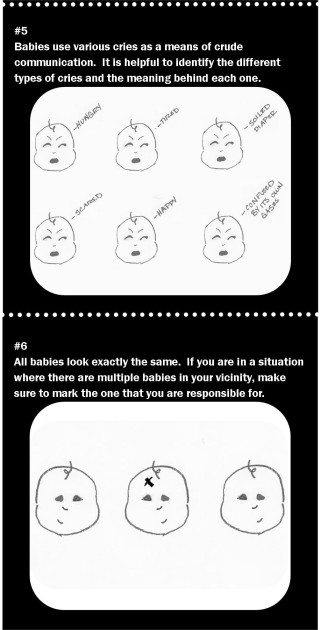 #5
Babies use various cries as a means of crude
communication.  It is helpful to identify the different
types of cries and the meaning behind each one.
-HUNGRY
-TIRED
-SOILED
DIAPER
-SCARED
-HAPPY
-CONFUSED
BY ITS OWN
GASES
#6
All babies look exactly the same.  If you are in a situation
where there are multiple babies in your vicinity, make
sure to mark the one that you are responsible for.